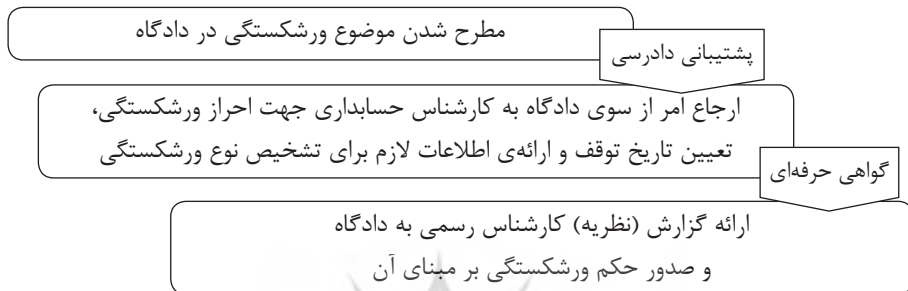 مطرح شدن موضوع ورشکستگی در دادگاه
پشتیبانی دادرسی
ارجاع امر از سوی دادگاه به کارشناس حسابداری جهت احراز ورشکستگی،
تعیین تاریخ توقف و ارائه‌ی اطلاعات لازم برای تشخیص نوع ورشکستگی
گواهی حرفه‌ای
ارائه گزارش (نظریه) کارشناس رسمی به دادگاه
و صدور حکم ورشکستگی بر مبنای آن